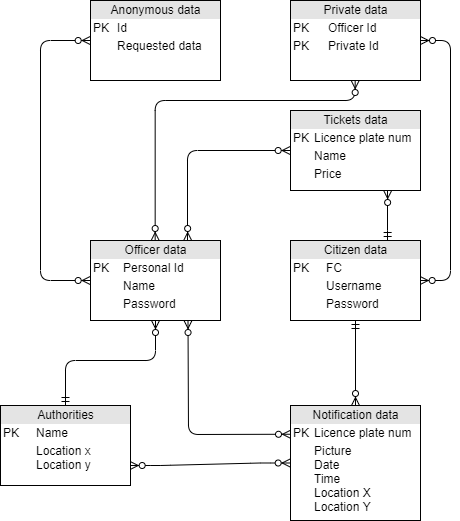 Anonymous data
PK Id
Requested data
Private data
PK Officer Id
PK Private Id
Tickets data
PK Licence plate num
Name
Price
Officer data
PK Personal Id
Name
Password
Citizen data
PK FC
Username
Password
Authorities
PK Name
Location x
Location y
Notification data
PK Licence plate num
Picture
Date
Time
Location X
Location Y